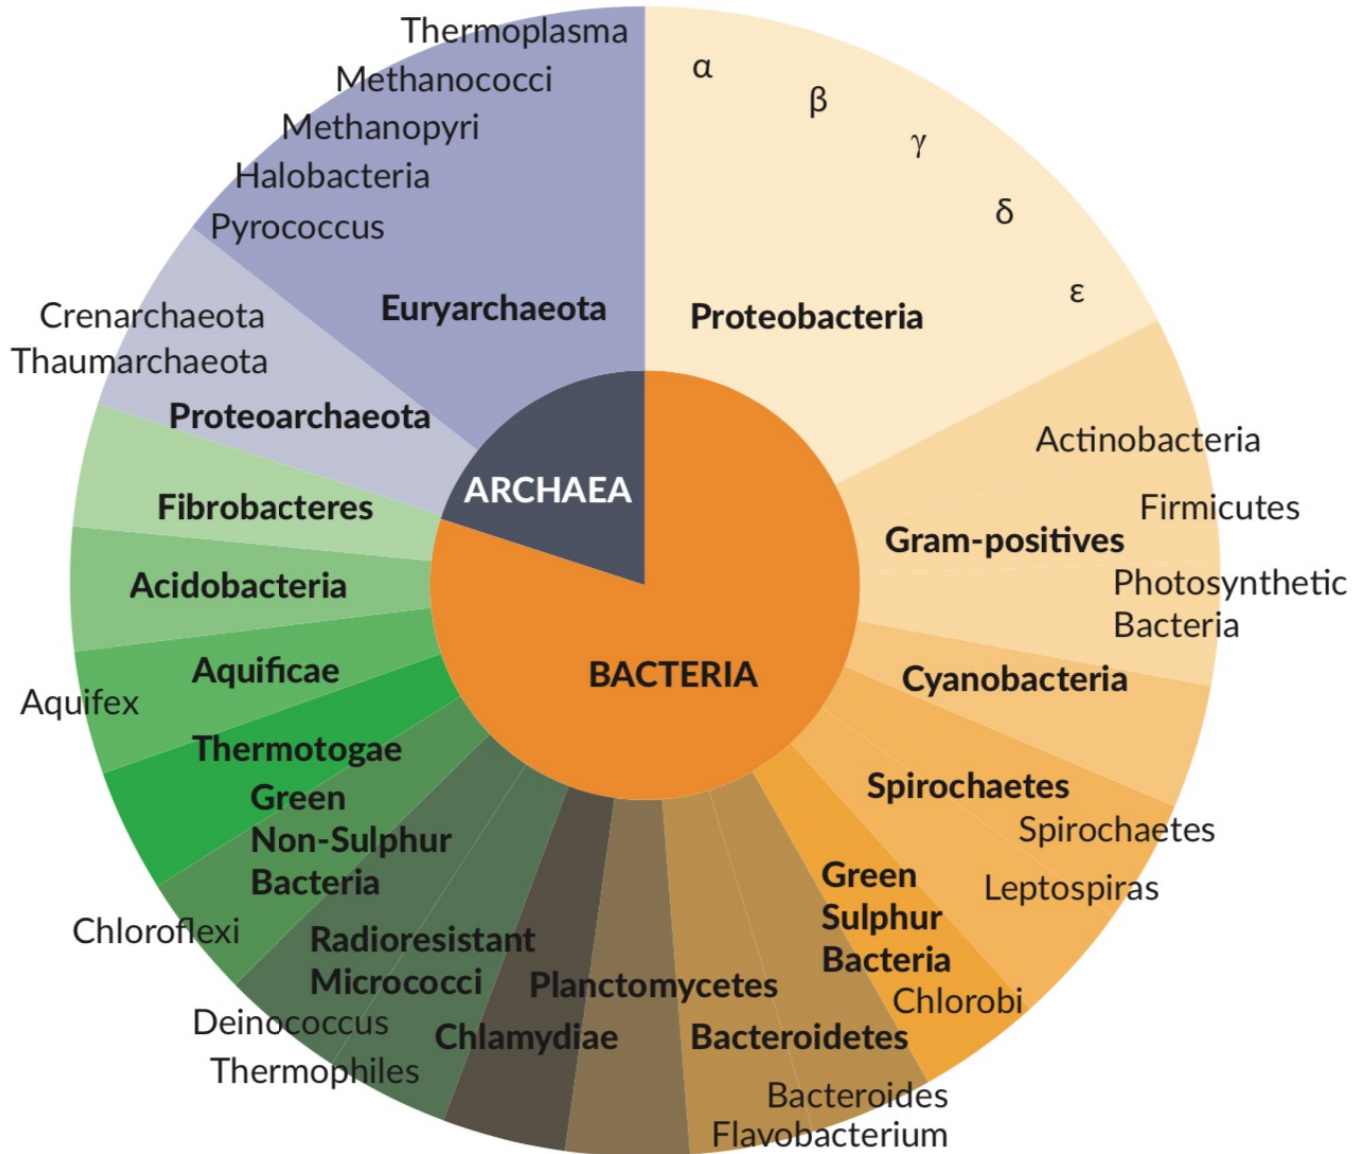 Thermoplasma
Methanococci
Methanopyri
Halobacteria
Pyrococcus
Euryarchaeota
Crenarchaeota
Thaumarchaeota
Proteoarchaeota
ARCHAEA
α
β
γ
δ
ε
Proteobacteria
Actinobacteria
Firmicutes
Gram-positives
Photosynthetic
Bacteria
Cyanobacteria
BACTERIA
Spirochaetes
Spirochaetes
Leptospiras
Green
Sulphur
Bacteria
Chlorobi
Bacteroidetes
Bacteroides
Flavobacterium
Planctomycetes
Chlamydiae
Radioresistant
Micrococci
Deinococcus
Thermophiles
Green
Non-Sulphur
Bacteria
Chloroflexi
Thermotogae
Aquificae
Aquifex
Acidobacteria
Fibrobacteres